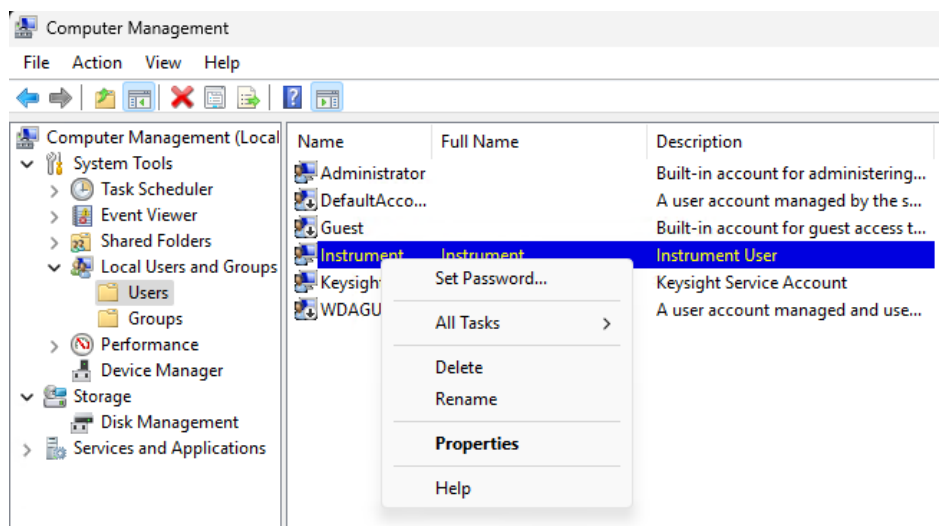 Computer Management
File Action View Help
Computer Management (Local
System Tools
Task Scheduler
Event Viewer
Shared Folders
Local Users and Groups
Users
Groups
Performance
Device Manager
Storage
Disk Management
Services and Applications
Name Full Name Description
Administrator Built-in account for administering...
DefaultAcco... A user account managed by the s...
Guest Built-in account for guest access t...
Instrument Instrument Instrument User
Keysigh Keysight Service Account
WDAGU A user account managed and use...
Set Password...
All Tasks
Delete
Rename
Properties
Help